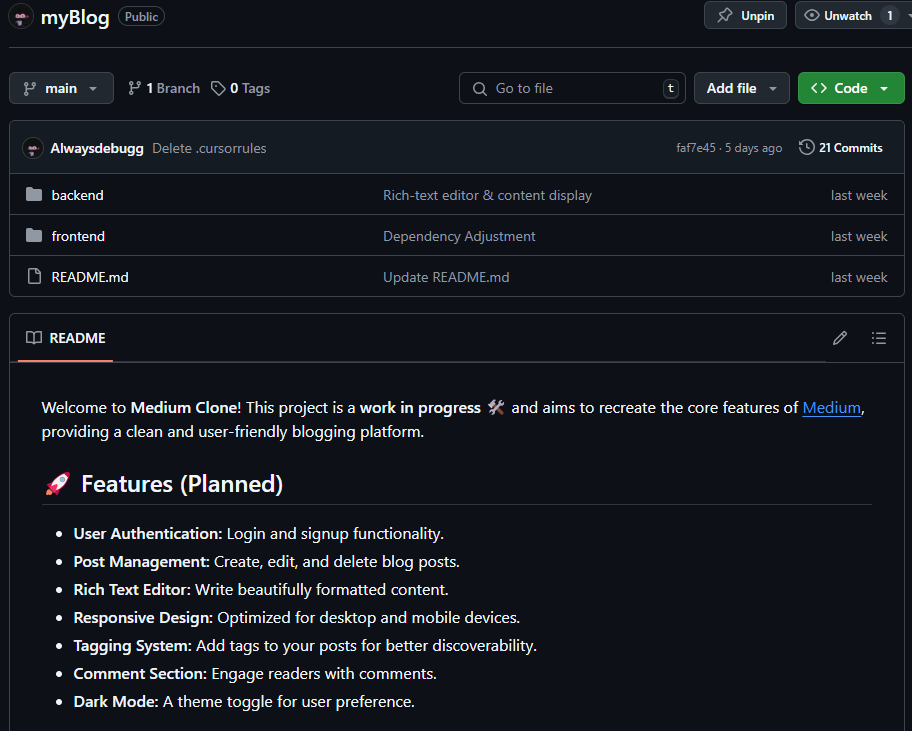 myBlog Public Unpin Unwatch 1
main 1 Branch 0 Tags Go to file t Add file Code
Alwaysdebugg Delete .cursorrules faf7e45 · 5 days ago 21 Commits
backend Rich-text editor & content display last week
frontend Dependency Adjustment last week
README.md Update README.md last week
README
Welcome to Medium Clone! This project is a work in progress 🛠️ and aims to recreate the core features of Medium,
providing a clean and user-friendly blogging platform.
🚀 Features (Planned)
• User Authentication: Login and signup functionality.
• Post Management: Create, edit, and delete blog posts.
• Rich Text Editor: Write beautifully formatted content.
• Responsive Design: Optimized for desktop and mobile devices.
• Tagging System: Add tags to your posts for better discoverability.
• Comment Section: Engage readers with comments.
• Dark Mode: A theme toggle for user preference.